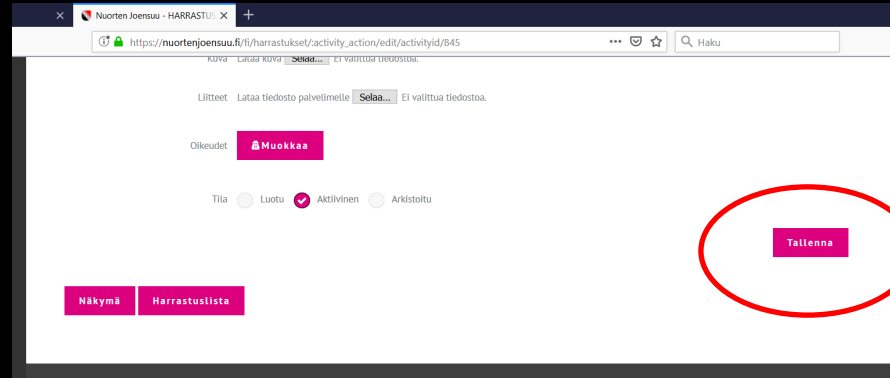 Nuorten Joensuu - HARRASTUS
https://nuortenjoensuu.fi/fi/harrastukset/:activity_action/edit/activityid/845
Haku
Kuva Lataa kuva Selaa... Ei valittua tiedostoa.
Liitteet Lataa tiedosto palvelimelle Selaa... Ei valittua tiedostoa.
Oikeudet Muokkaa
Tila Luotu Aktiivinen Arkistoitu
Tallenna
Näkymä Harrastuslista